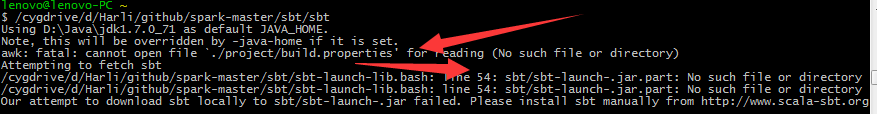 lenovo@lenovo-PC ~
$ /cygdrive/d/Harli/github/spark-master/sbt/sbt
Using D:\Java\jdk1.7.0_71 as default JAVA_HOME.
Note, this will be overridden by -java-home if it is set.
awk: fatal: cannot open file `./project/build.properties' for reading (No such file or directory)
Attempting to fetch sbt
/cygdrive/d/Harli/github/spark-master/sbt/sbt-launch-lib.bash: line 54: sbt/sbt-launch-.jar.part: No such file or directory
/cygdrive/d/Harli/github/spark-master/sbt/sbt-launch-lib.bash: line 54: sbt/sbt-launch-.jar.part: No such file or directory
Our attempt to download sbt locally to sbt/sbt-launch-.jar failed. Please install sbt manually from http://www.scala-sbt.org